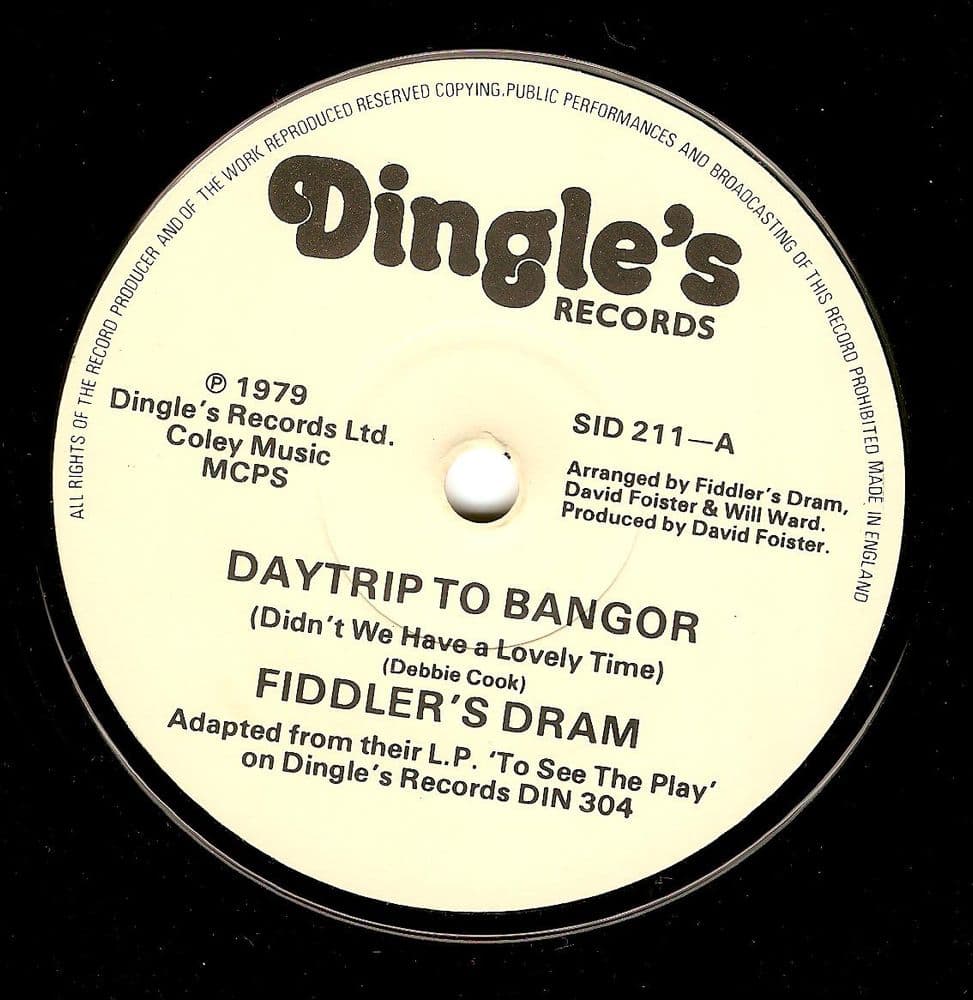 ALL RIGHTS OF THE RECORD PRODUCER AND OF THE WORK REPRODUCED RESERVED COPYING, PUBLIC PERFORMANCES AND BROADCASTING OF THIS RECORD PROHIBITED MADE IN ENGLAND
Dingle's
RECORDS
℗ 1979
Dingle's Records Ltd.
Coley Music
MCPS
SID 211—A
Arranged by Fiddler's Dram,
David Foister & Will Ward.
Produced by David Foister.
DAYTRIP TO BANGOR
(Didn't We Have a Lovely Time)
(Debbie Cook)
FIDDLER'S DRAM
Adapted from their L.P. 'To See The Play'
on Dingle's Records DIN 304